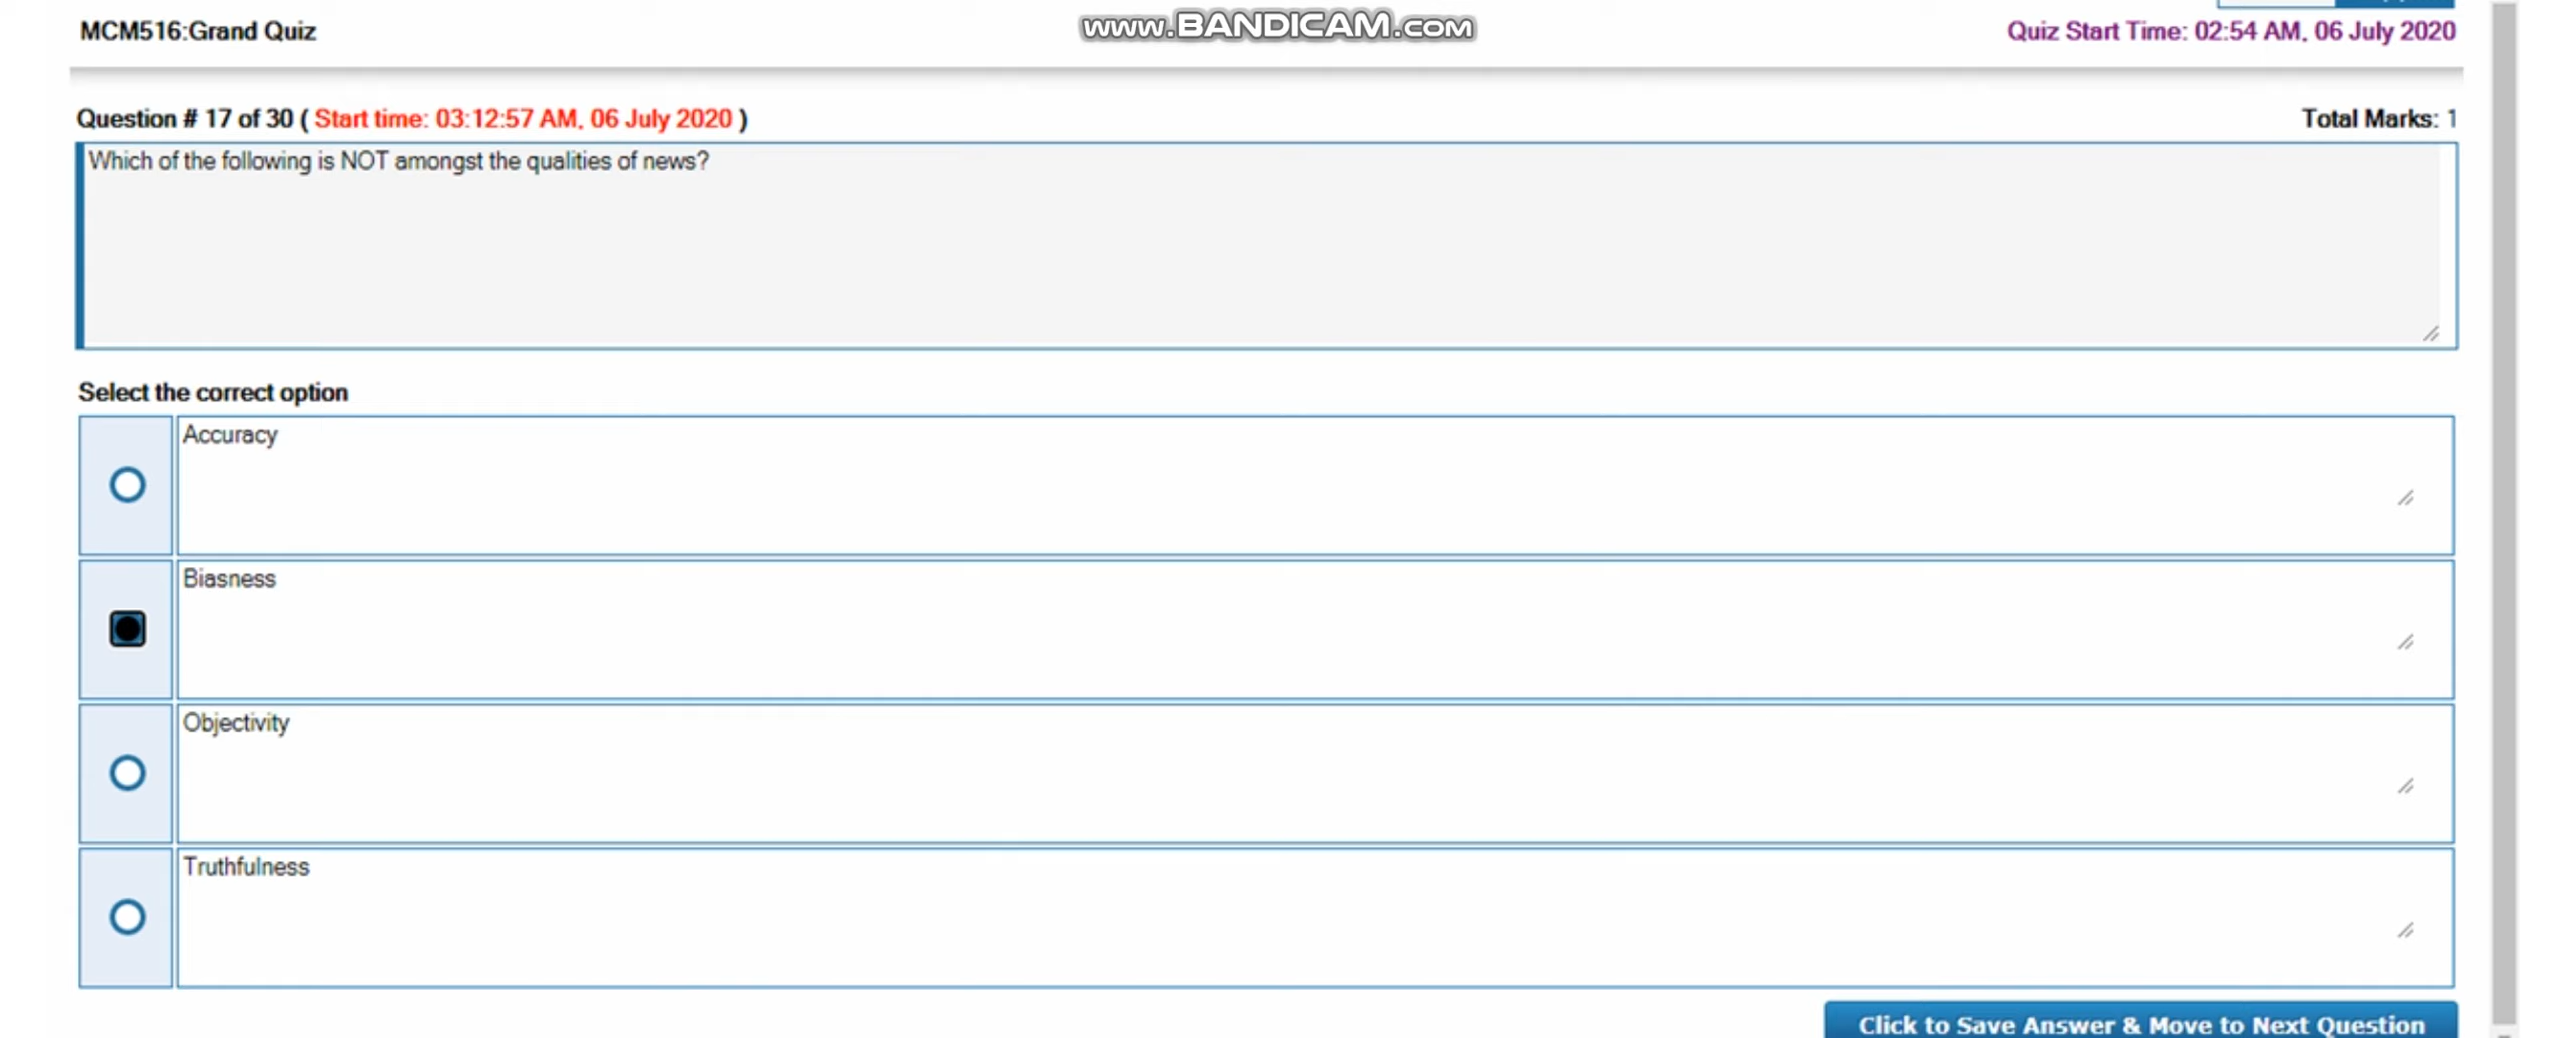 www.BANDICAM.com
MCM516:Grand Quiz
Quiz Start Time: 02:54 AM, 06 July 2020
Question # 17 of 30 ( Start time: 03:12:57 AM, 06 July 2020 )
Total Marks: 1
Which of the following is NOT amongst the qualities of news?
Select the correct option
Accuracy
Biasness
Objectivity
Truthfulness
Click to Save Answer & Move to Next Question